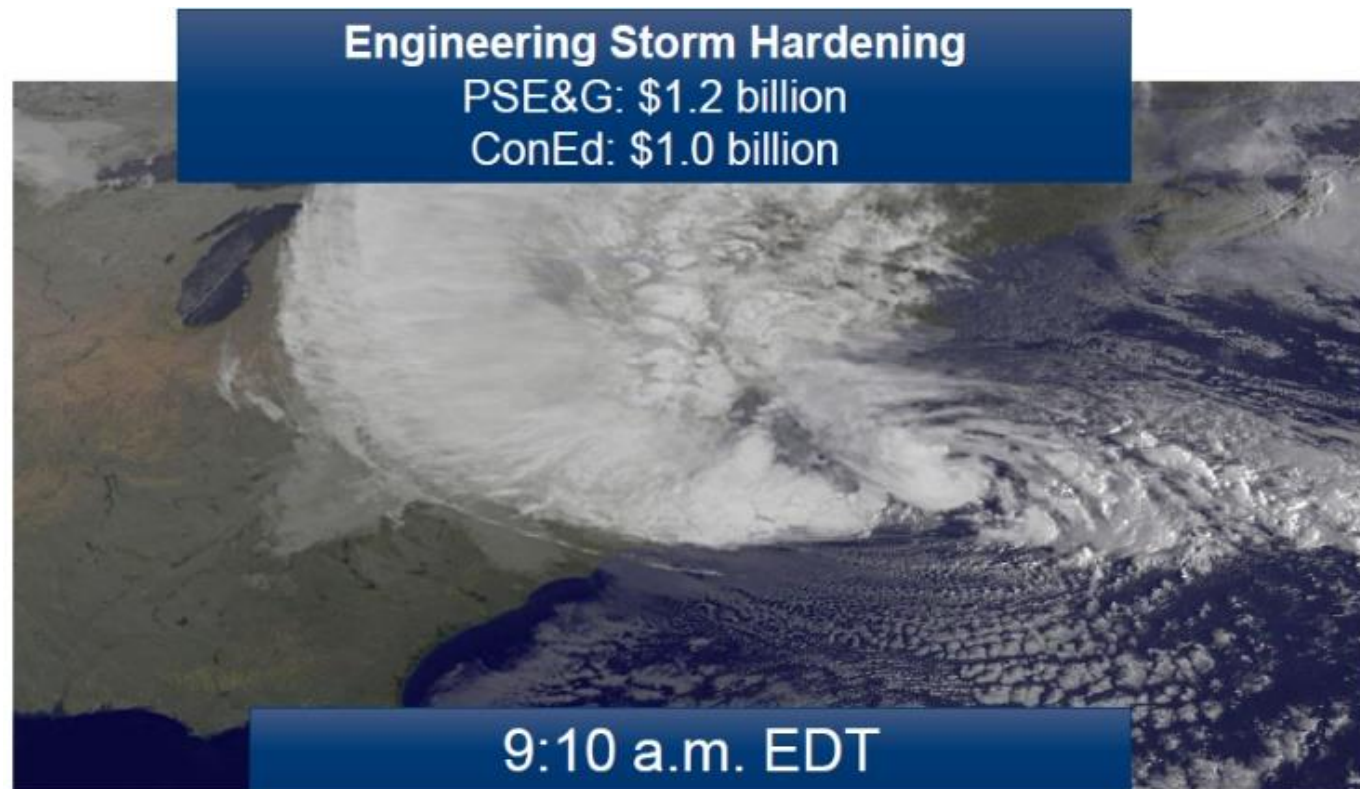 Engineering Storm Hardening
PSE&G: $1.2 billion
ConEd: $1.0 billion
9:10 a.m. EDT